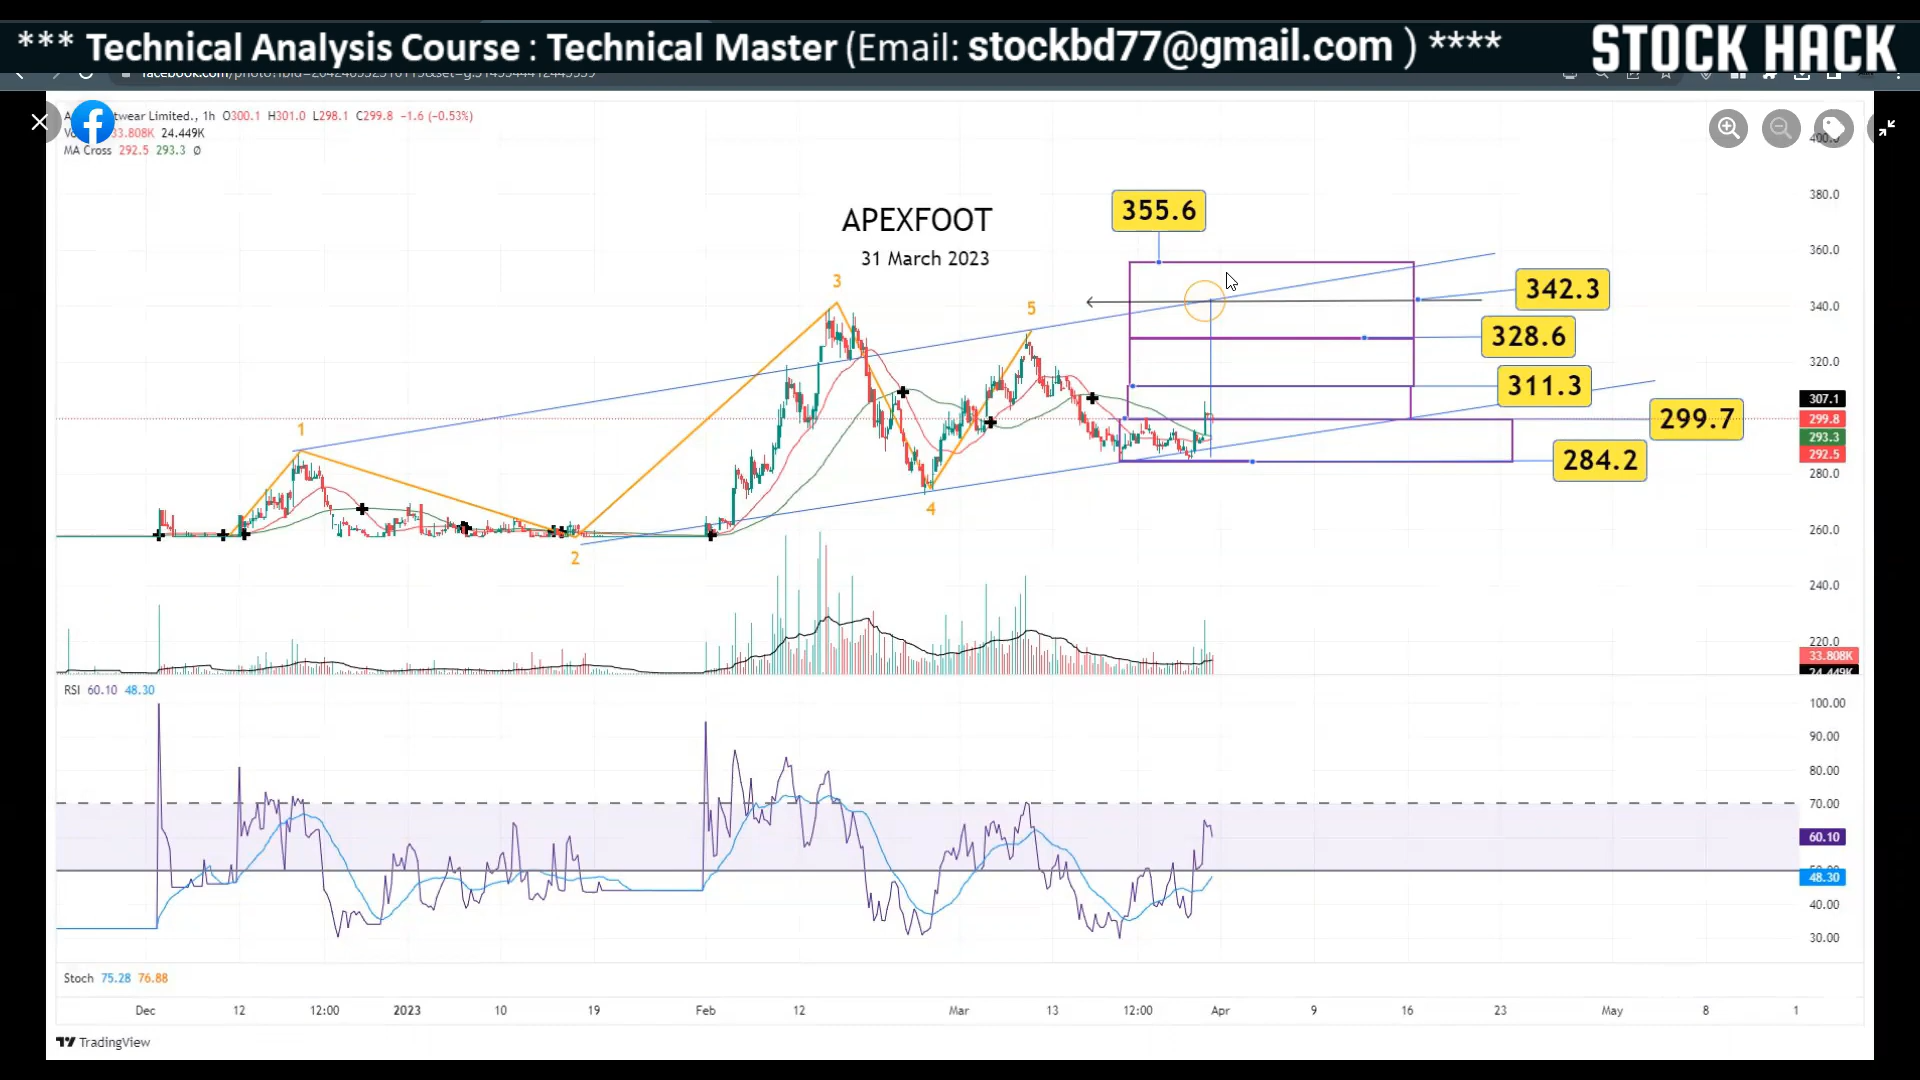 *** Technical Analysis Course : Technical Master (Email: stockbd77@gmail.com ) ****
STOCK HACK
twear Limited., 1h O300.1 H301.0 L298.1 C299.8 −1.6 (−0.53%)
33.808K 24.449K
MA Cross 292.5 293.3 Ø
APEXFOOT
31 March 2023
355.6
342.3
328.6
311.3
299.7
284.2
1
2
3
4
5
400.0
380.0
360.0
340.0
320.0
307.1
299.8
293.3
292.5
280.0
260.0
240.0
220.0
33.808K
24.449K
RSI 60.10 48.30
100.00
90.00
80.00
70.00
60.10
50.00
48.30
40.00
30.00
Stoch 75.28 76.88
Dec 12 12:00 2023 10 19 Feb 12 Mar 13 12:00 Apr 9 16 23 May 8 1
TradingView